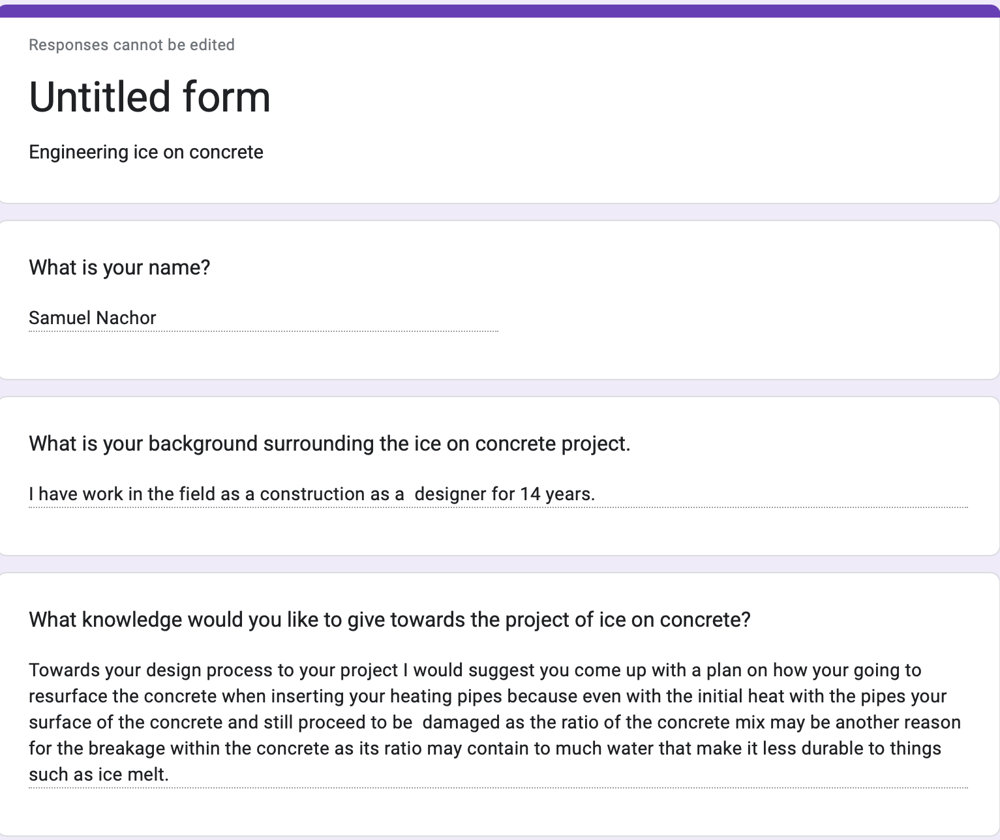 Responses cannot be edited
Untitled form
Engineering ice on concrete
What is your name?
Samuel Nachor
What is your background surrounding the ice on concrete project.
I have work in the field as a construction as a  designer for 14 years.
What knowledge would you like to give towards the project of ice on concrete?
Towards your design process to your project I would suggest you come up with a plan on how your going to
resurface the concrete when inserting your heating pipes because even with the initial heat with the pipes your
surface of the concrete and still proceed to be  damaged as the ratio of the concrete mix may be another reason
for the breakage within the concrete as its ratio may contain to much water that make it less durable to things
such as ice melt.